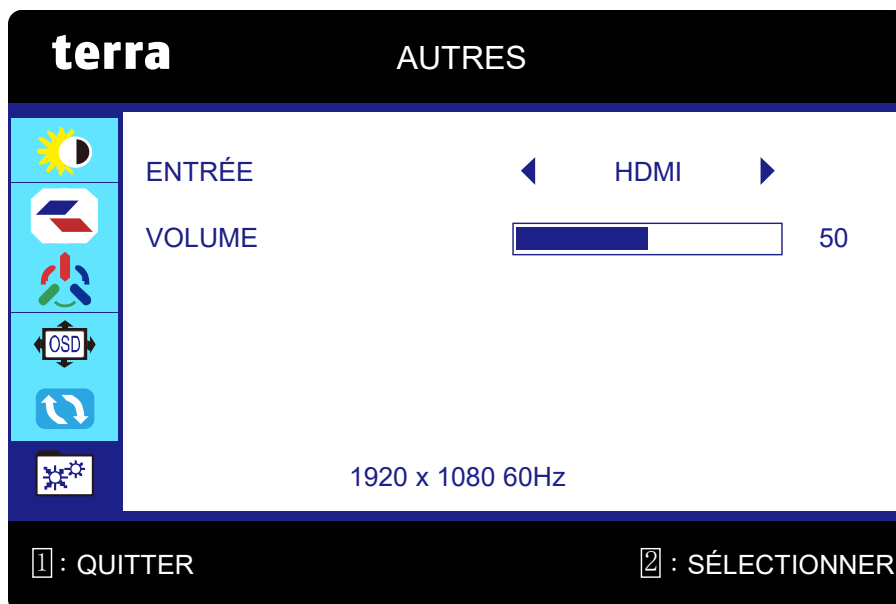 terra AUTRES
ENTRÉE HDMI
VOLUME 50
OSD
1920 x 1080 60Hz
1 : QUITTER 2 : SÉLECTIONNER